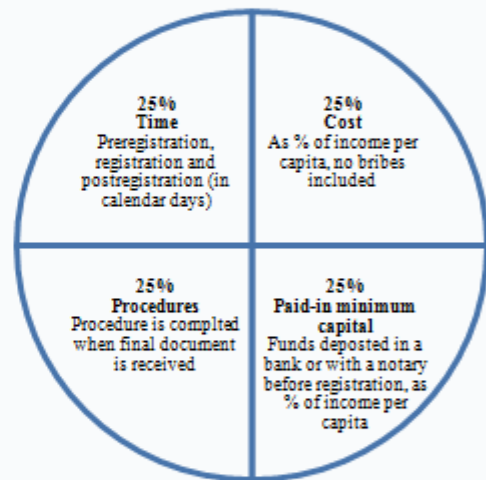 25%
Time
Preregistration,
registration and
postregistration (in
calendar days)
25%
Cost
As % of income per
capita, no bribes
included
25%
Procedures
Procedure is complted
when final document
is received
25%
Paid-in minimum
capital
Funds deposted in a
bank or with a notary
before registration, as
% of income per
capita